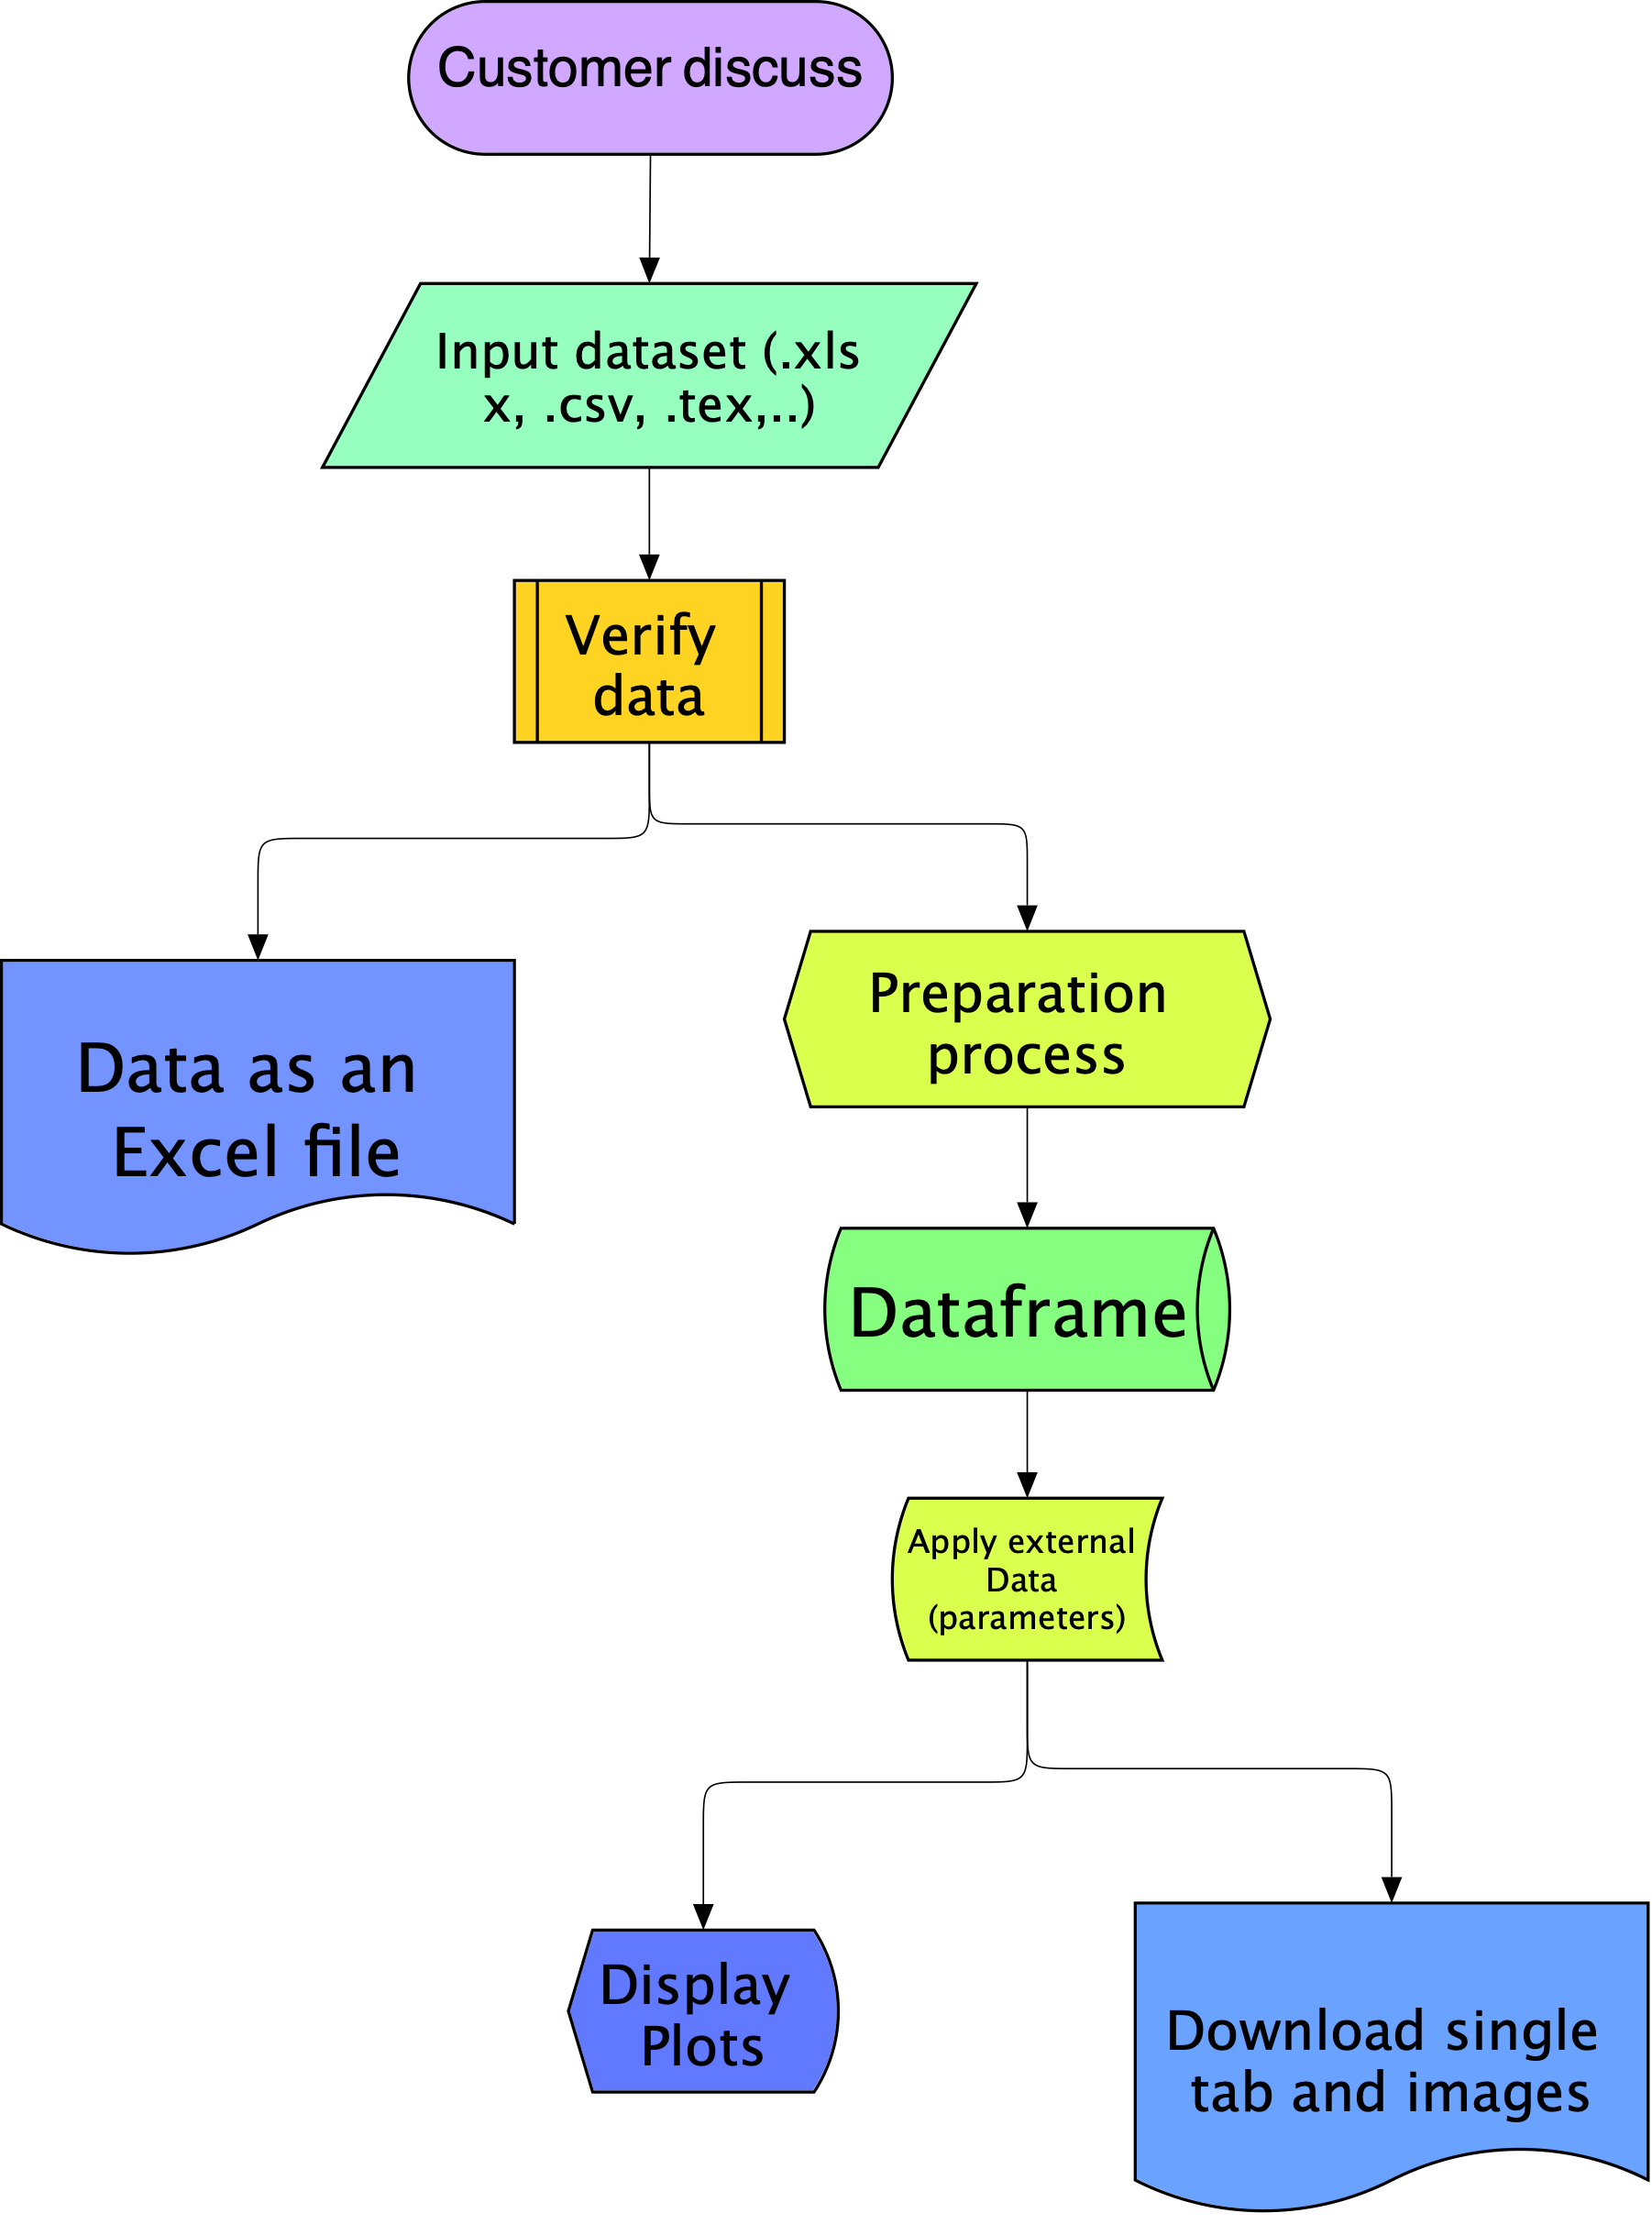 Customer discuss
Input dataset (.xls
x, .csv, .tex,..)
Verify
data
Data as an
Excel file
Preparation
process
Dataframe
Apply external
Data
(parameters)
Display
Plots
Download single
tab and images